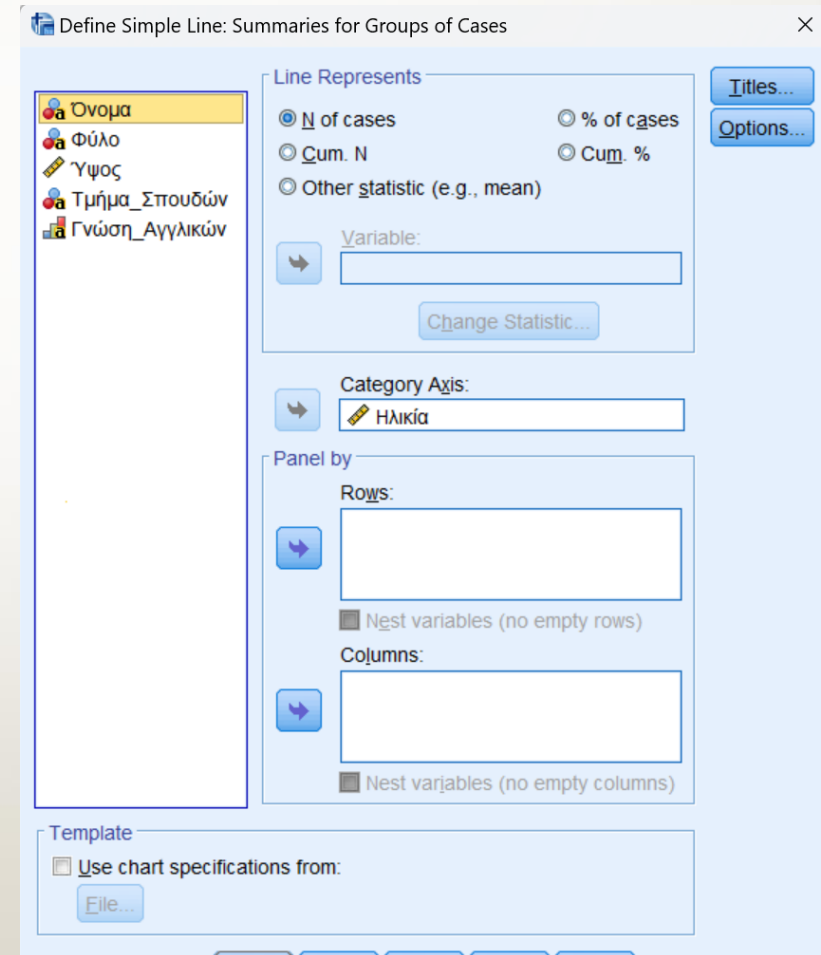 Define Simple Line: Summaries for Groups of Cases
Όνομα
Φύλο
Ύψος
Τμήμα_Σπουδών
Γνώση_Αγγλικών
Line Represents
N of cases
% of cases
Cum. N
Cum. %
Other statistic (e.g., mean)
Variable:
Change Statistic...
Category Axis:
Ηλικία
Panel by
Rows:
Nest variables (no empty rows)
Columns:
Nest variables (no empty columns)
Titles...
Options...
Template
Use chart specifications from:
File...